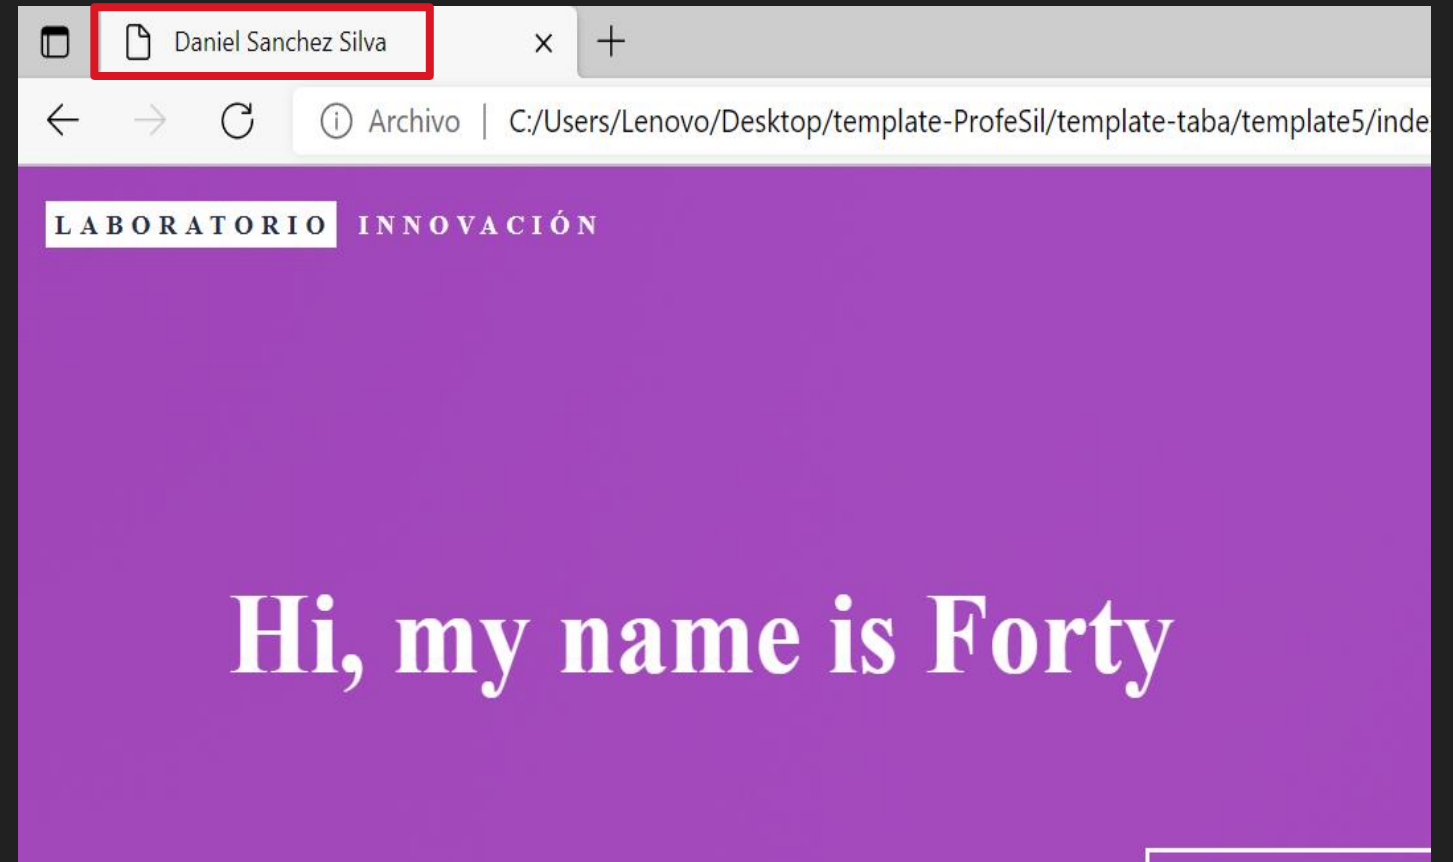 Daniel Sanchez Silva
Archivo | C:/Users/Lenovo/Desktop/template-ProfeSil/template-taba/template5/inde
LABORATORIO INNOVACIÓN
Hi, my name is Forty